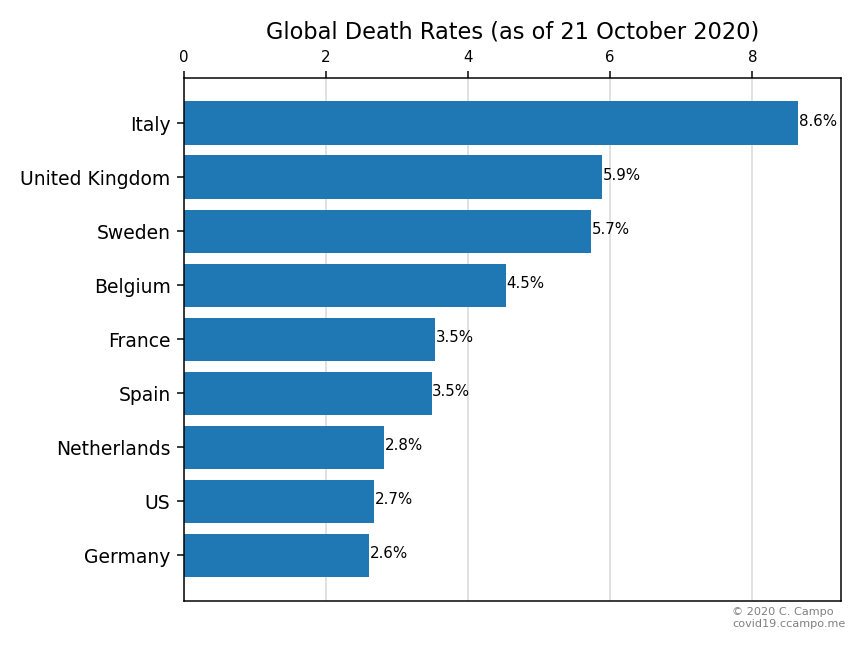 Global Death Rates (as of 21 October 2020)
0 2 4 6 8
Italy 8.6%
United Kingdom 5.9%
Sweden 5.7%
Belgium 4.5%
France 3.5%
Spain 3.5%
Netherlands 2.8%
US 2.7%
Germany 2.6%
© 2020 C. Campo
covid19.ccampo.me